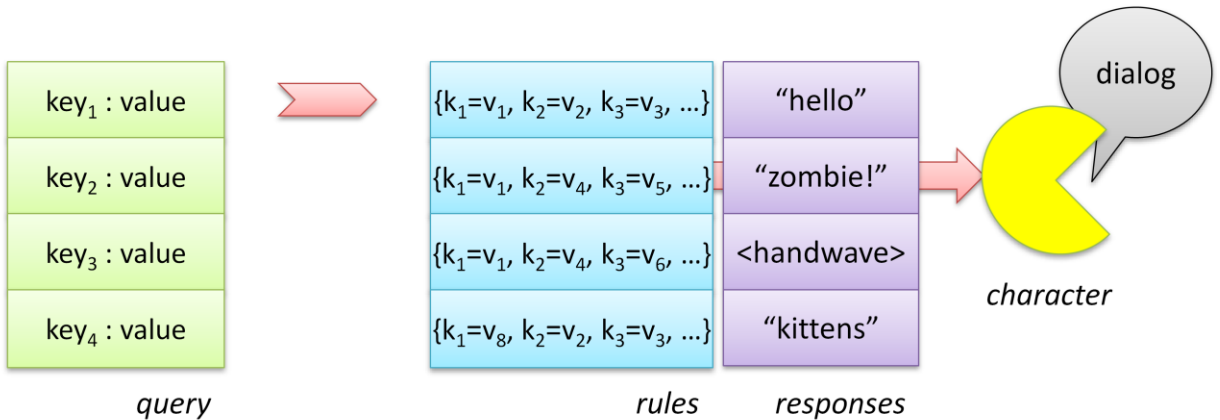 dialog
key₁ : value
{k₁=v₁, k₂=v₂, k₃=v₃, ...}
“hello”
key₂ : value
{k₁=v₁, k₂=v₄, k₃=v₅, ...}
“zombie!”
key₃ : value
{k₁=v₁, k₂=v₄, k₃=v₆, ...}
<handwave>
character
key₄ : value
{k₁=v₈, k₂=v₂, k₃=v₃, ...}
“kittens”
query
rules
responses